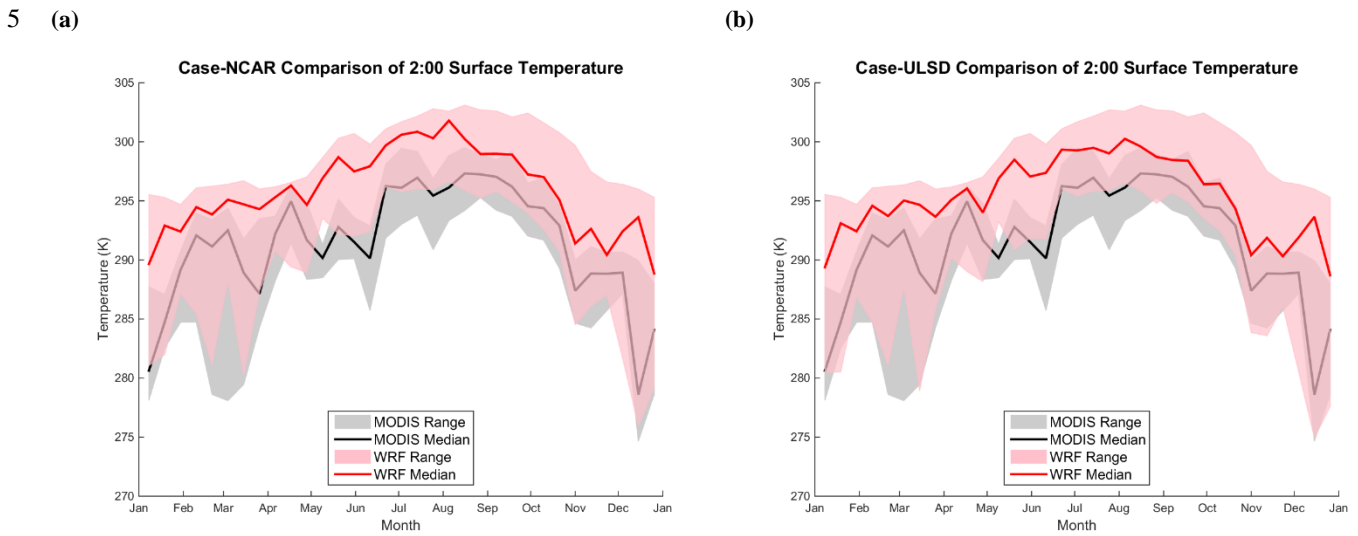 5 (a) (b)
Case-NCAR Comparison of 2:00 Surface Temperature
305
300
295
290
285
280
275
270
Temperature (K)
Jan Feb Mar Apr May Jun Jul Aug Sep Oct Nov Dec Jan
Month
MODIS Range
MODIS Median
WRF Range
WRF Median
Case-ULSD Comparison of 2:00 Surface Temperature
305
300
295
290
285
280
275
270
Temperature (K)
Jan Feb Mar Apr May Jun Jul Aug Sep Oct Nov Dec Jan
Month
MODIS Range
MODIS Median
WRF Range
WRF Median